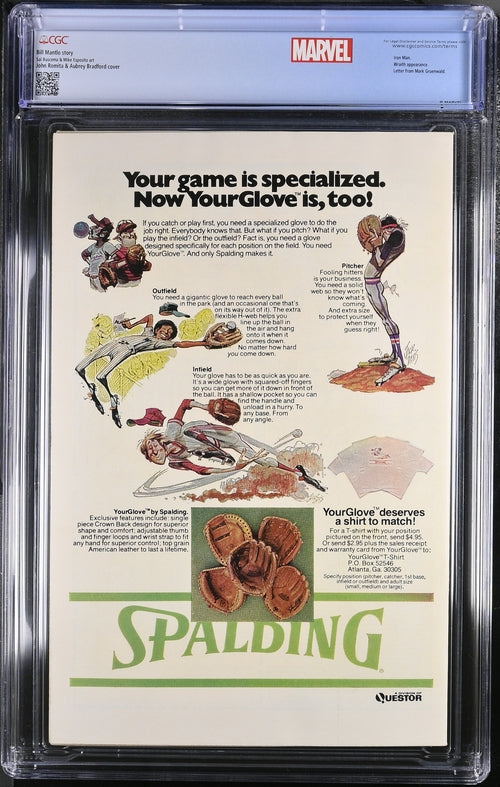 CGC
Bill Mantlo story
Sal Buscema & Mike Esposito art
John Romita & Aubrey Bradford cover
MARVEL
www.cgccomics.com/terms
Iron Man.
Wraith appearance.
Letter from Mark Gruenwald.
Your game is specialized.
Now YourGlove™ is, too!
If you catch or play first, you need a specialized glove to do the
job right. Everybody knows that. But what if you pitch? What if you
play the infield? Or the outfield? Fact is, you need a glove
designed specifically for each position on the field. You need
YourGlove™. And only Spalding makes it.
Pitcher
Fooling hitters
is your business.
You need a solid
web so they won't
know what's
coming.
And extra size
to protect yourself
when they
guess right!
Outfield
You need a gigantic glove to reach every ball
in the park (and an occasional one that's
on its way out of it). The extra
flexible H-web helps you
line up the ball in
the air and hang
onto it when it
comes down.
No matter how hard
you come down.
Infield
Your glove has to be as quick as you are.
It's a wide glove with squared-off fingers
so you can get more of it down in front of
the ball. It has a shallow pocket so you can
find the handle and
unload in a hurry. To
any base. From
any angle.
YourGlove™ by Spalding.
Exclusive features include: single
piece Crown Back design for superior
shape and comfort; adjustable thumb
and finger loops and wrist strap to fit
any hand for superior control; top grain
American leather to last a lifetime.
YourGlove™ deserves
a shirt to match!
For a T-shirt with your position
pictured on the front, send $4.95.
Or send $2.95 plus the sales receipt
and warranty card from YourGlove™ to:
YourGlove™ T-Shirt
P.O. Box 52546
Atlanta, Ga. 30305
Specify position (pitcher, catcher, 1st base,
infield or outfield) and adult size
(small, medium or large).
SPALDING®
A DIVISION OF
QUESTOR